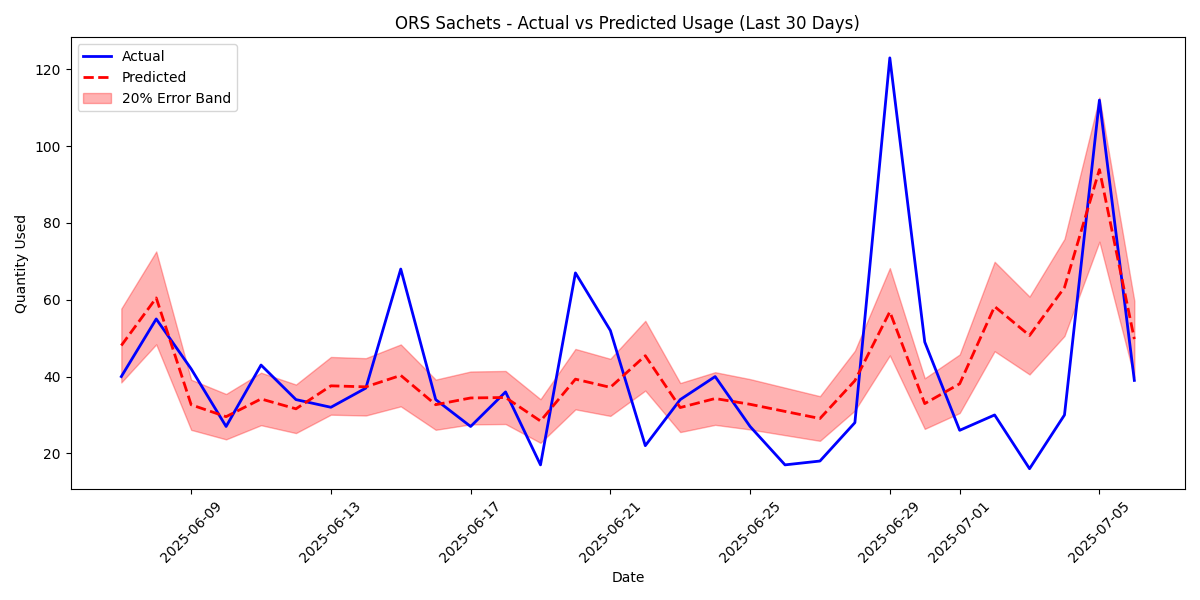 ORS Sachets - Actual vs Predicted Usage (Last 30 Days)
Actual
Predicted
20% Error Band
Quantity Used
120
100
80
60
40
20
2025-06-09
2025-06-13
2025-06-17
2025-06-21
2025-06-25
2025-06-29
2025-07-01
2025-07-05
Date